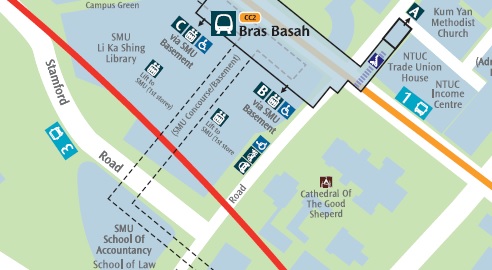 Campus Green
CC2
Bras Basah
A
Kum Yan
Methodist
Church
C
via SMU
Basement
SMU
Li Ka Shing
Library
Lift to
SMU (1st storey)
(SMU Concourse/Basement)
NTUC
Trade Union
House
NTUC
Income
Centre
(Adm
1
B
via SMU
Basement
Lift to
SMU (1st store
Stamford
Road
3
Road
Cathedral Of
The Good
Sheperd
SMU
School Of
Accountancy
School of Law